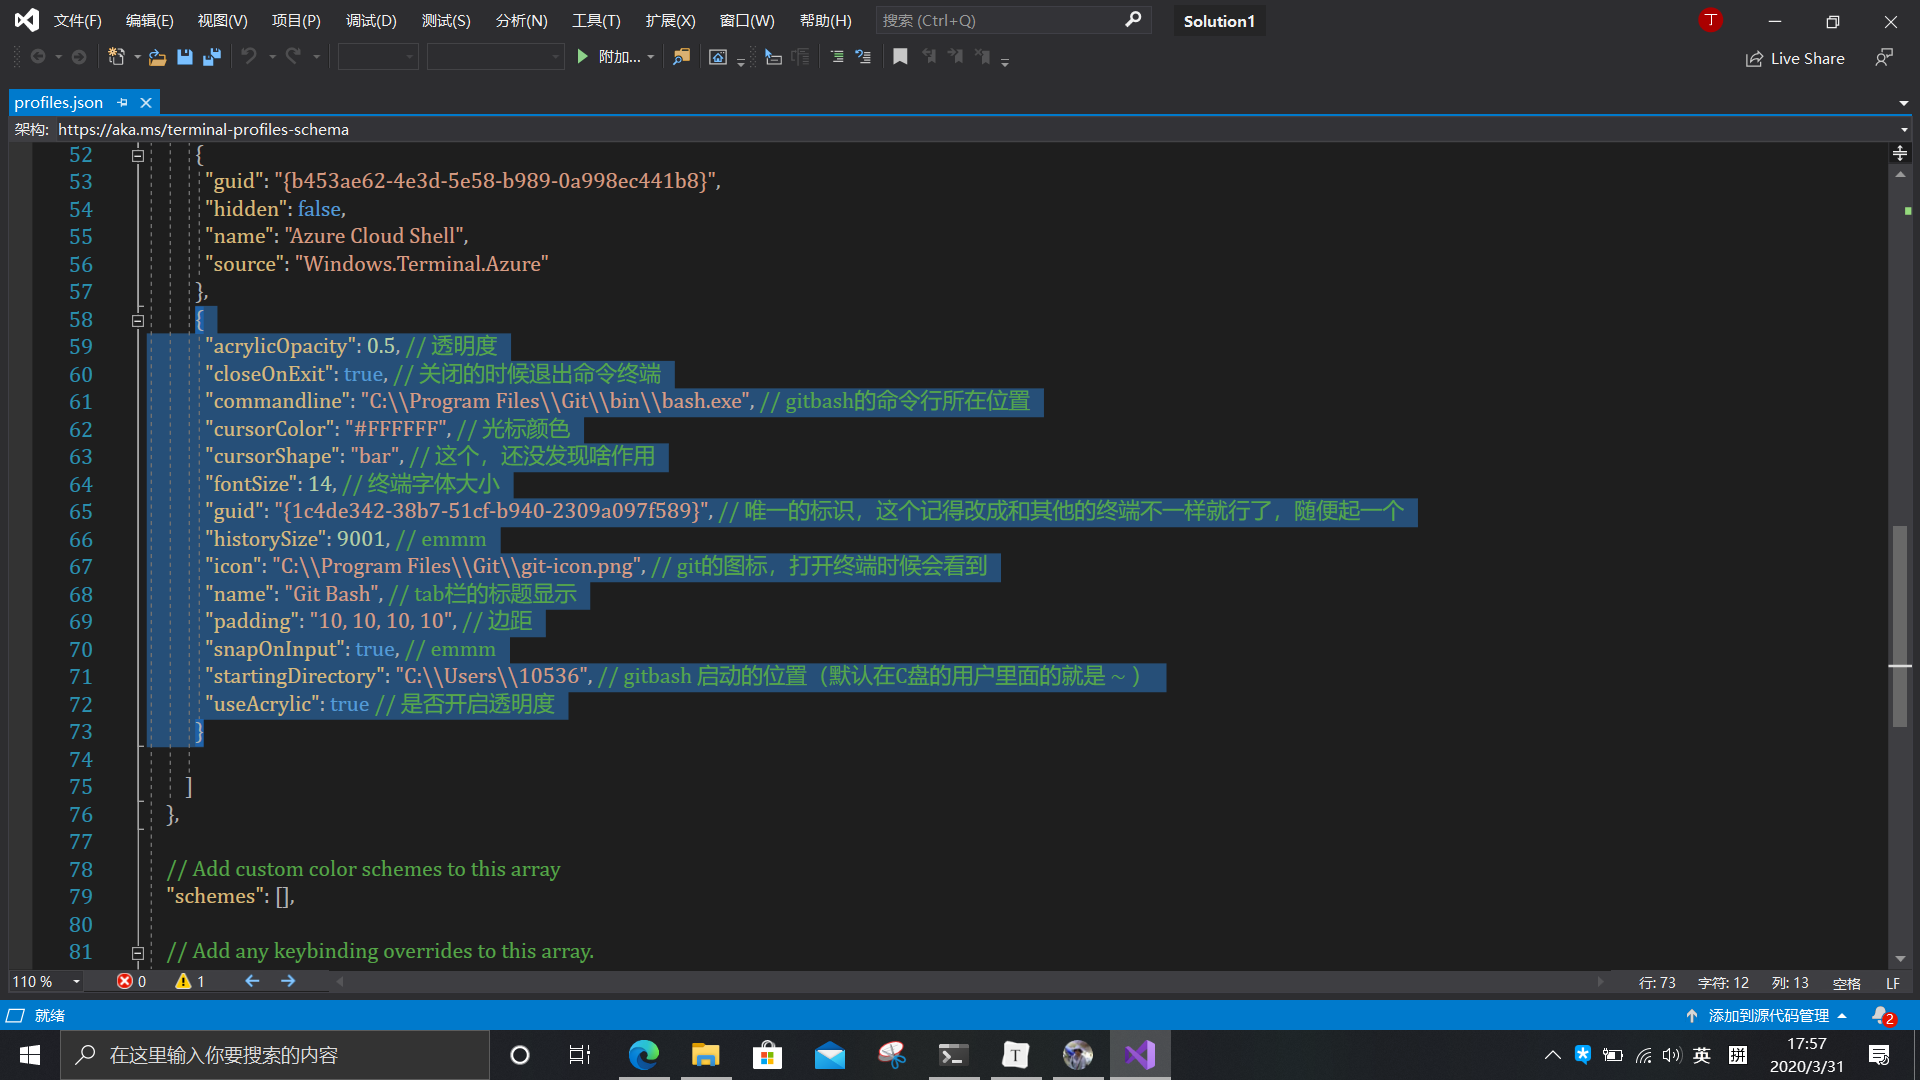 文件(F) 编辑(E) 视图(V) 项目(P) 调试(D) 测试(S) 分析(N) 工具(T) 扩展(X) 窗口(W) 帮助(H) 搜索 (Ctrl+Q) Solution1 T
附加... Live Share
profiles.json
架构: https://aka.ms/terminal-profiles-schema
52 {
53 "guid": "{b453ae62-4e3d-5e58-b989-0a998ec441b8}",
54 "hidden": false,
55 "name": "Azure Cloud Shell",
56 "source": "Windows.Terminal.Azure"
57 },
58 {
59 "acrylicOpacity": 0.5, // 透明度
60 "closeOnExit": true, // 关闭的时候退出命令终端
61 "commandline": "C:\\Program Files\\Git\\bin\\bash.exe", // gitbash的命令行所在位置
62 "cursorColor": "#FFFFFF", // 光标颜色
63 "cursorShape": "bar", // 这个，还没发现啥作用
64 "fontSize": 14, // 终端字体大小
65 "guid": "{1c4de342-38b7-51cf-b940-2309a097f589}", // 唯一的标识，这个记得改成和其他的终端不一样就行了，随便起一个
66 "historySize": 9001, // emmm
67 "icon": "C:\\Program Files\\Git\\git-icon.png", // git的图标，打开终端时候会看到
68 "name": "Git Bash", // tab栏的标题显示
69 "padding": "10, 10, 10, 10", // 边距
70 "snapOnInput": true, // emmm
71 "startingDirectory": "C:\\Users\\10536", // gitbash 启动的位置（默认在C盘的用户里面的就是 ~ ）
72 "useAcrylic": true // 是否开启透明度
73 }
74
75 ]
76 },
77
78 // Add custom color schemes to this array
79 "schemes": [],
80
81 // Add any keybinding overrides to this array.
110 % 0 1 行: 73 字符: 12 列: 13 空格 LF
就绪 添加到源代码管理 2
在这里输入你要搜索的内容 T 英 拼 17:57
2020/3/31